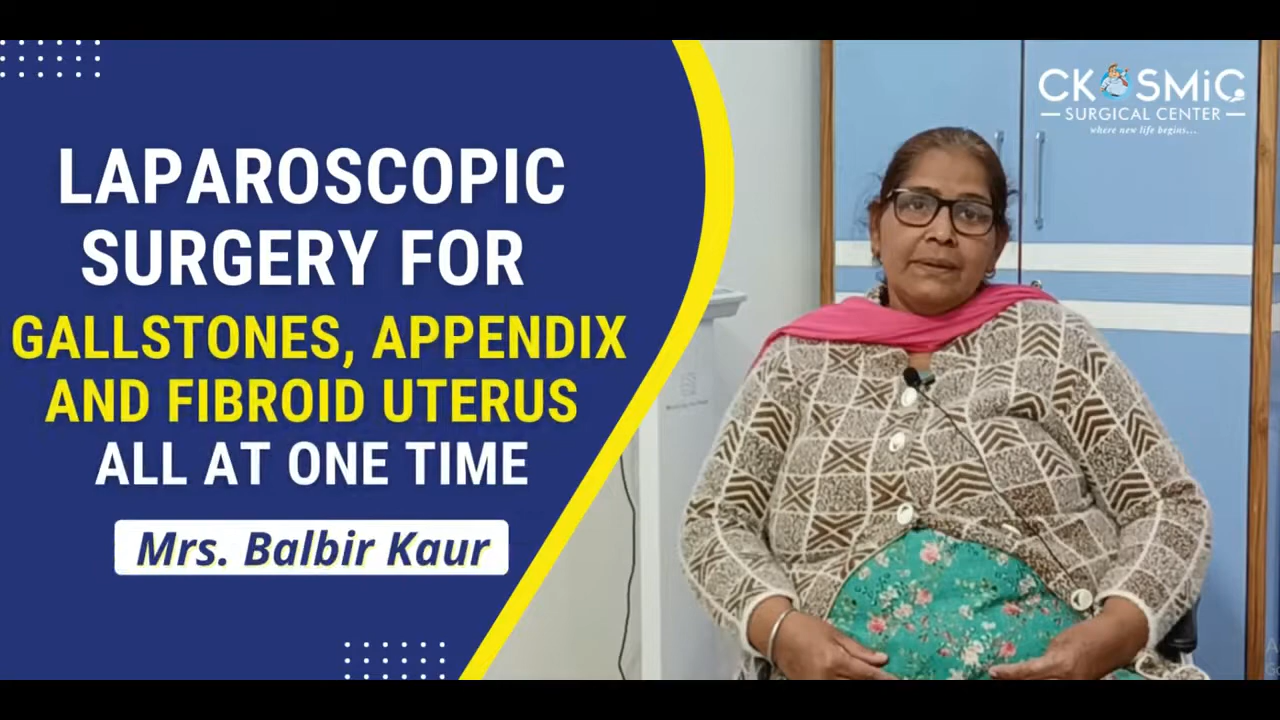 LAPAROSCOPIC
SURGERY FOR
GALLSTONES, APPENDIX
AND FIBROID UTERUS
ALL AT ONE TIME
Mrs. Balbir Kaur
CKOSMiC
SURGICAL CENTER
where new life begins...